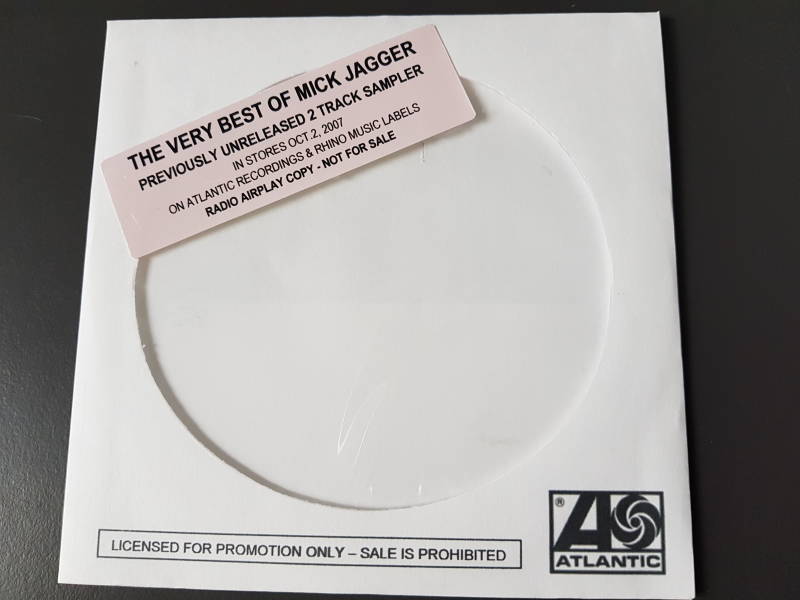 THE VERY BEST OF MICK JAGGER
PREVIOUSLY UNRELEASED 2 TRACK SAMPLER
IN STORES OCT.2, 2007
ON ATLANTIC RECORDINGS & RHINO MUSIC LABELS
RADIO AIRPLAY COPY - NOT FOR SALE
LICENSED FOR PROMOTION ONLY – SALE IS PROHIBITED
®
A
ATLANTIC